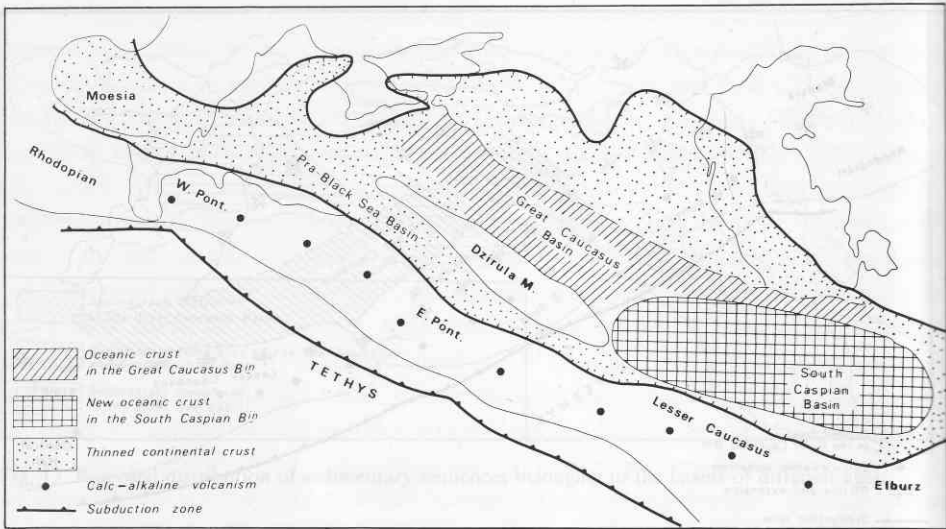 Moesia
Rhodopian
W. Pont.
Pra-Black Sea Basin
Great Caucasus
Basin
Dzirula M.
E. Pont.
TETHYS
South
Caspian
Basin
Lesser Caucasus
Elburz
Oceanic crust
in the Great Caucasus Bin
New oceanic crust
in the South Caspian Bin
Thinned continental crust
Calc-alkaline volcanism
Subduction zone